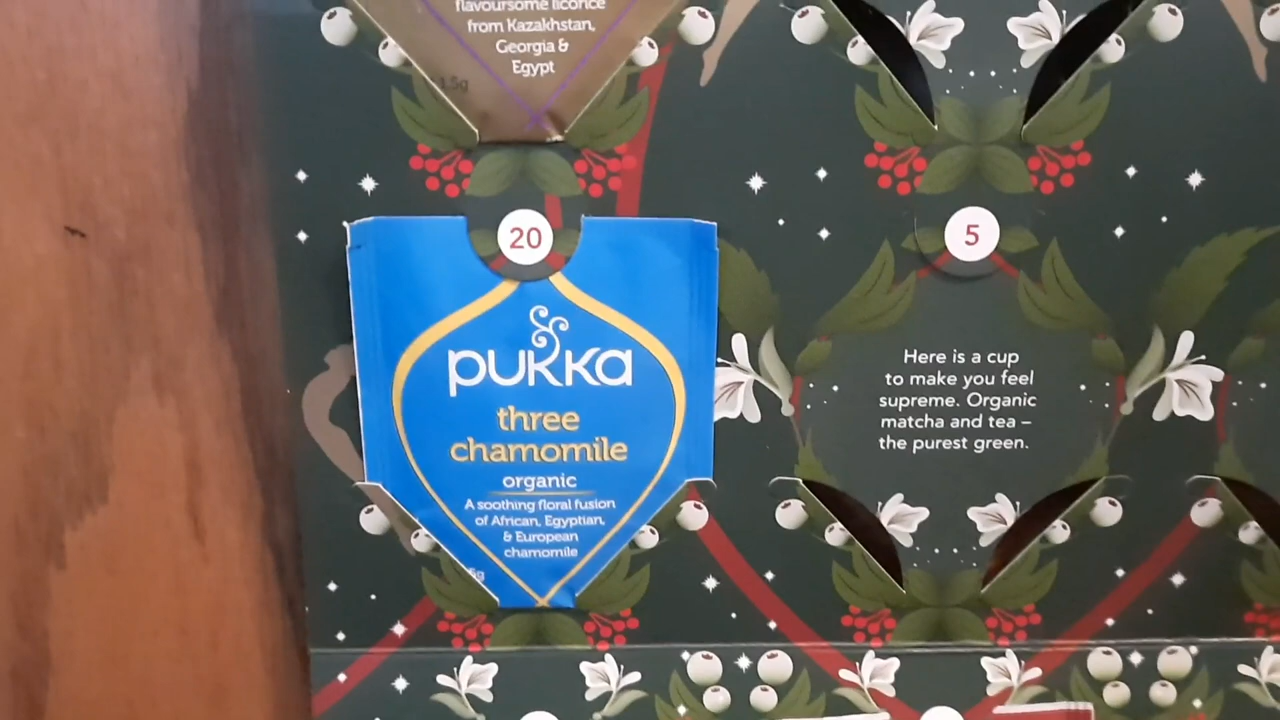 flavoursome licorice
from Kazakhstan,
Georgia &
Egypt
1.5g
20
pukka
three
chamomile
organic
A soothing floral fusion
of African, Egyptian,
& European
chamomile
5
Here is a cup
to make you feel
supreme. Organic
matcha and tea –
the purest green.